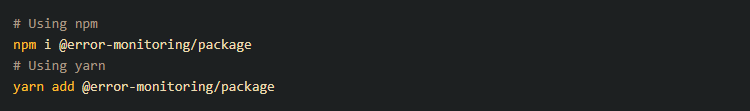 # Using npm
npm i @error-monitoring/package
# Using yarn
yarn add @error-monitoring/package